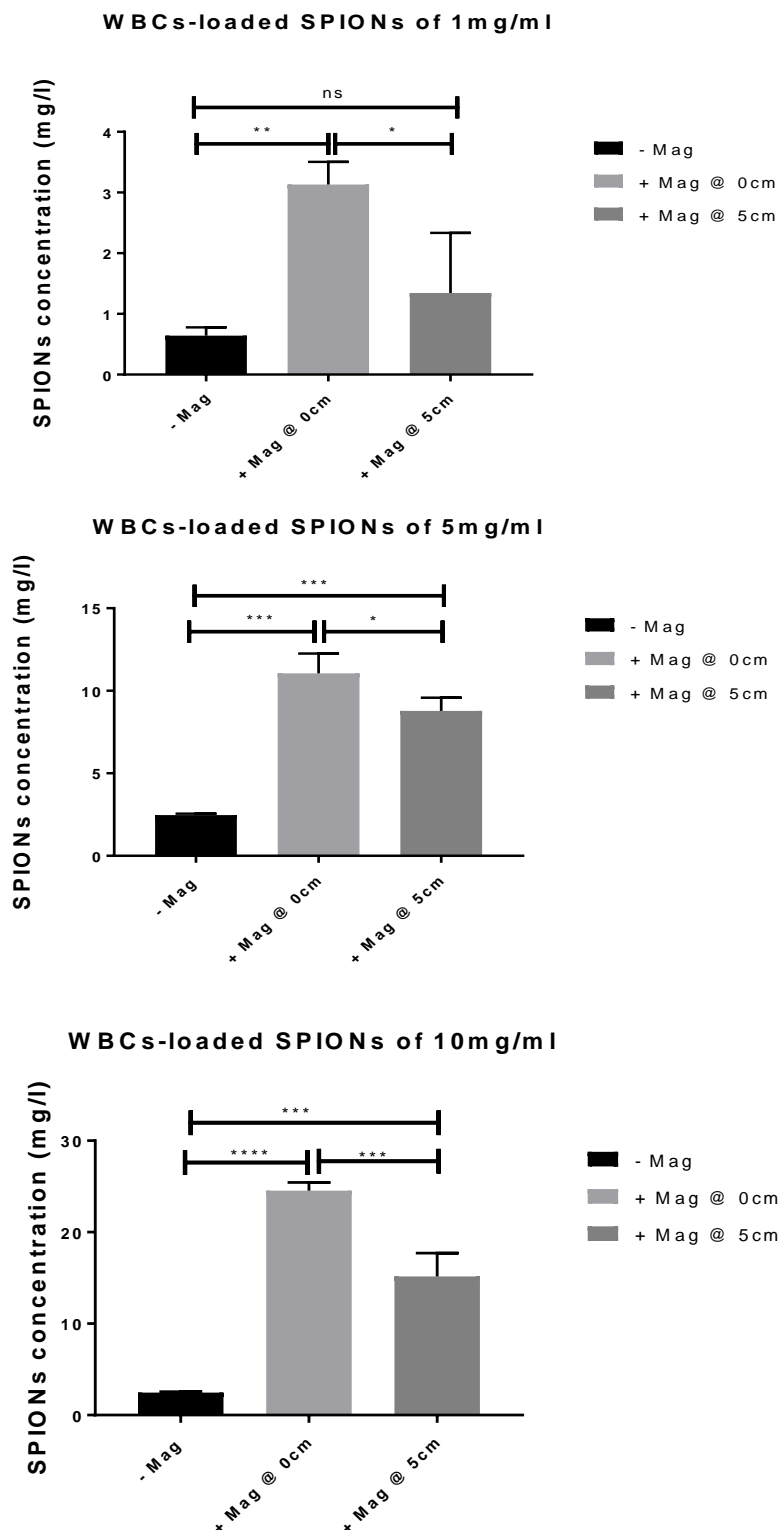 WBCs-loaded SPIONs of 1mg/ml
SPIONs concentration (mg/l)
ns
**
*
4
3
2
1
0
- Mag
+ Mag @ 0cm
+ Mag @ 5cm
- Mag
+ Mag @ 0cm
+ Mag @ 5cm
WBCs-loaded SPIONs of 5mg/ml
SPIONs concentration (mg/l)
***
***
*
15
10
5
0
- Mag
+ Mag @ 0cm
+ Mag @ 5cm
- Mag
+ Mag @ 0cm
+ Mag @ 5cm
WBCs-loaded SPIONs of 10mg/ml
SPIONs concentration (mg/l)
***
****
***
30
20
10
0
- Mag
+ Mag @ 0cm
+ Mag @ 5cm
- Mag
+ Mag @ 0cm
+ Mag @ 5cm